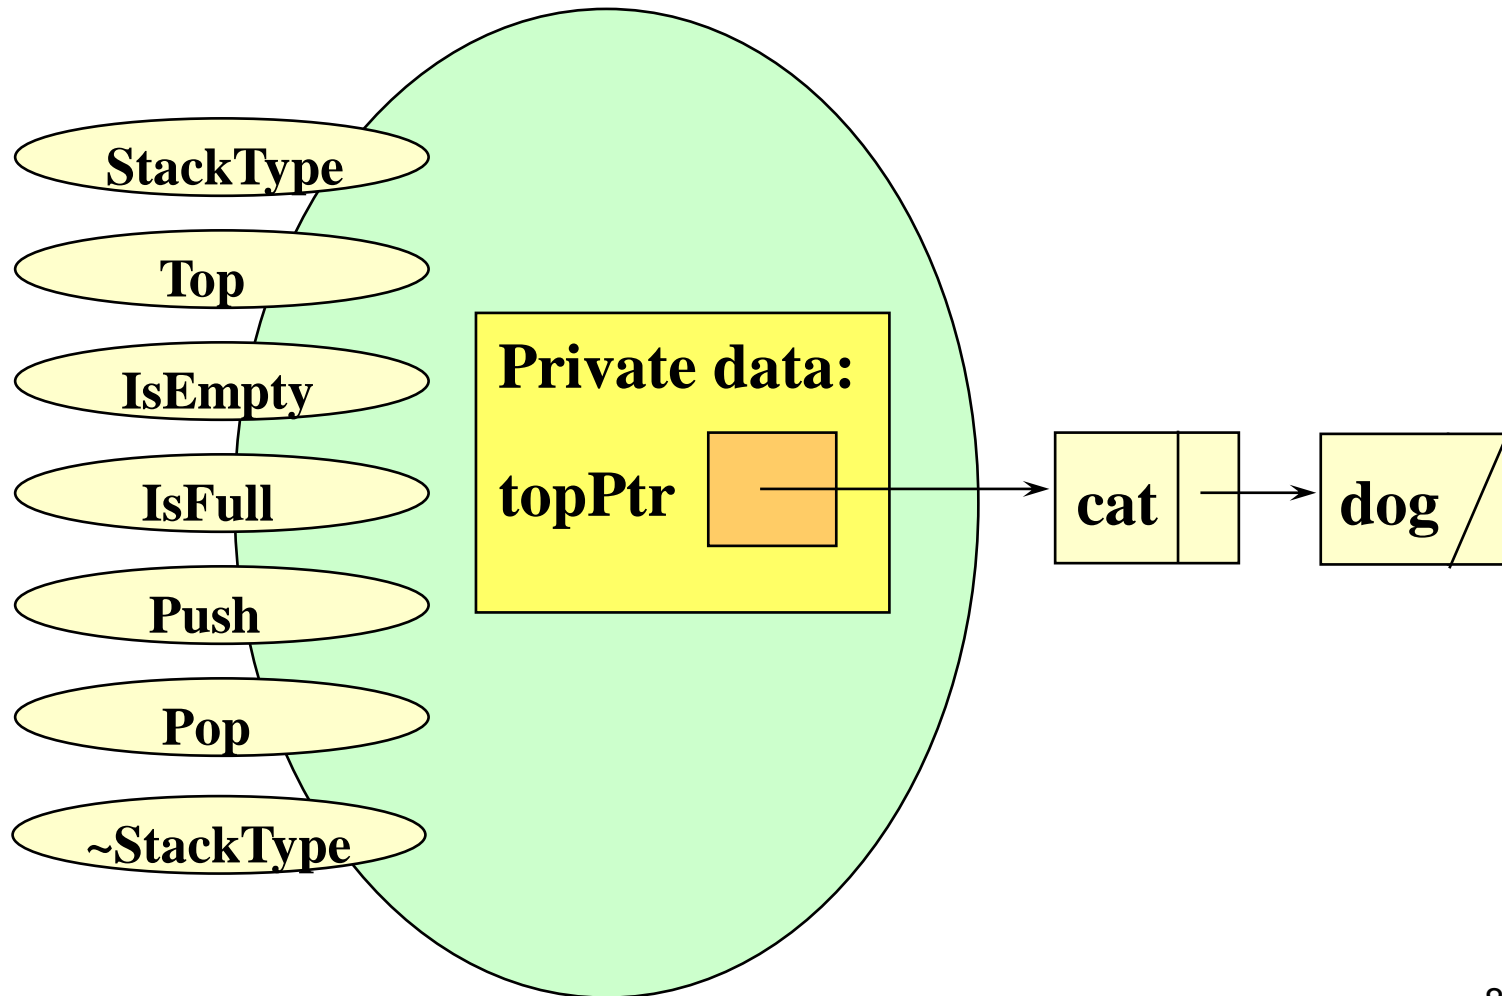 StackType
Top
IsEmpty
IsFull
Push
Pop
~StackType
Private data:
topPtr
cat
dog